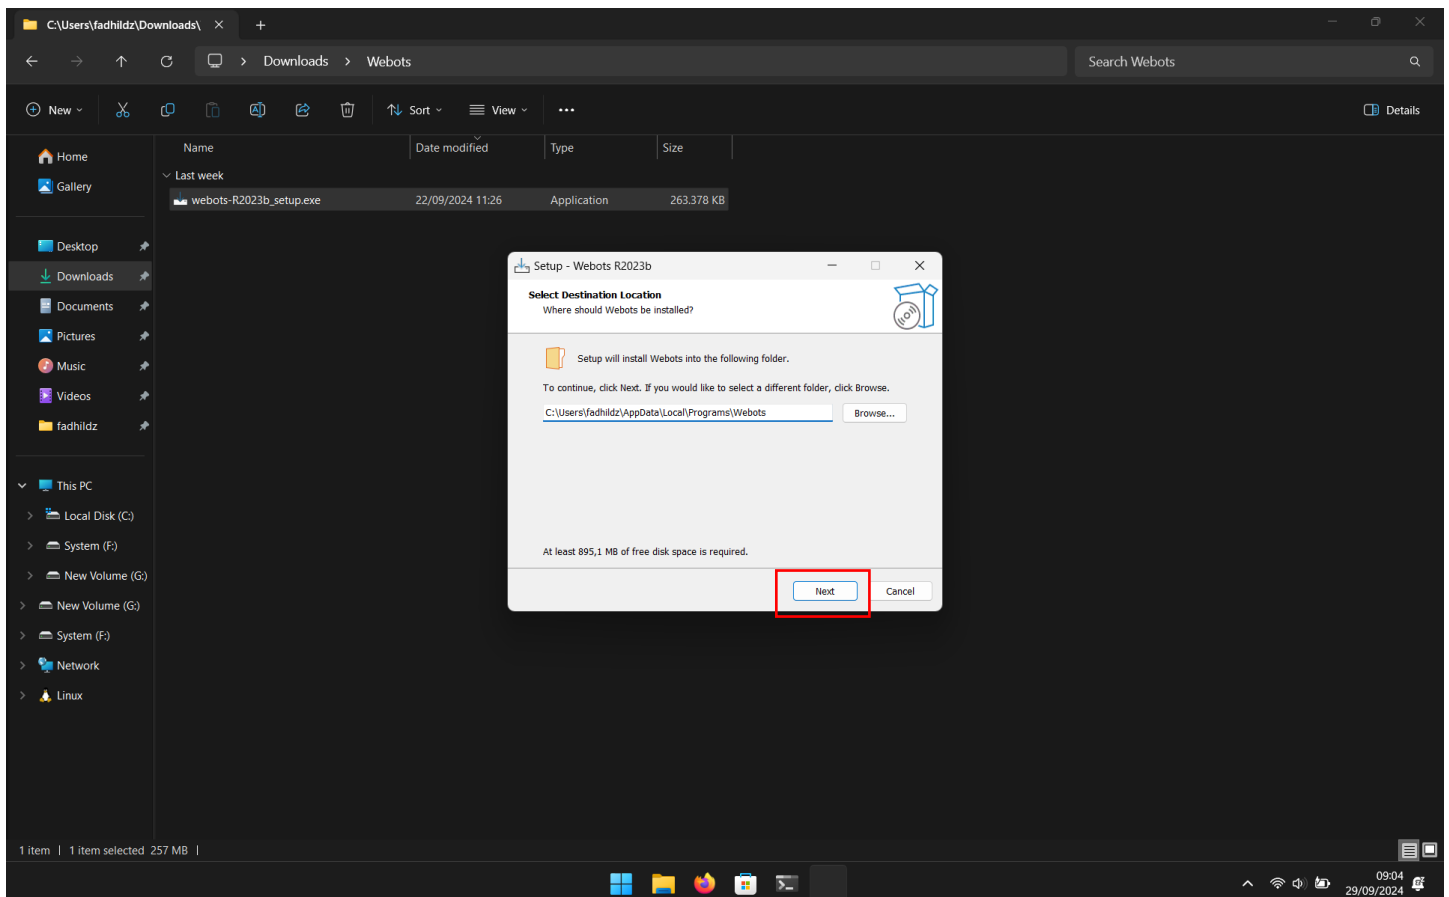 C:\Users\fadhildz\Downloads\
Downloads > Webots
Search Webots
New
Sort
View
Details
Name Date modified Type Size
Last week
webots-R2023b_setup.exe 22/09/2024 11:26 Application 263.378 KB
Home
Gallery
Desktop
Downloads
Documents
Pictures
Music
Videos
fadhildz
This PC
Local Disk (C:)
System (F:)
New Volume (G:)
New Volume (G:)
System (F:)
Network
Linux
Setup - Webots R2023b
Select Destination Location
Where should Webots be installed?
Setup will install Webots into the following folder.
To continue, click Next. If you would like to select a different folder, click Browse.
C:\Users\fadhildz\AppData\Local\Programs\Webots
Browse...
At least 895,1 MB of free disk space is required.
Next
Cancel
1 item | 1 item selected 257 MB |
09:04
29/09/2024